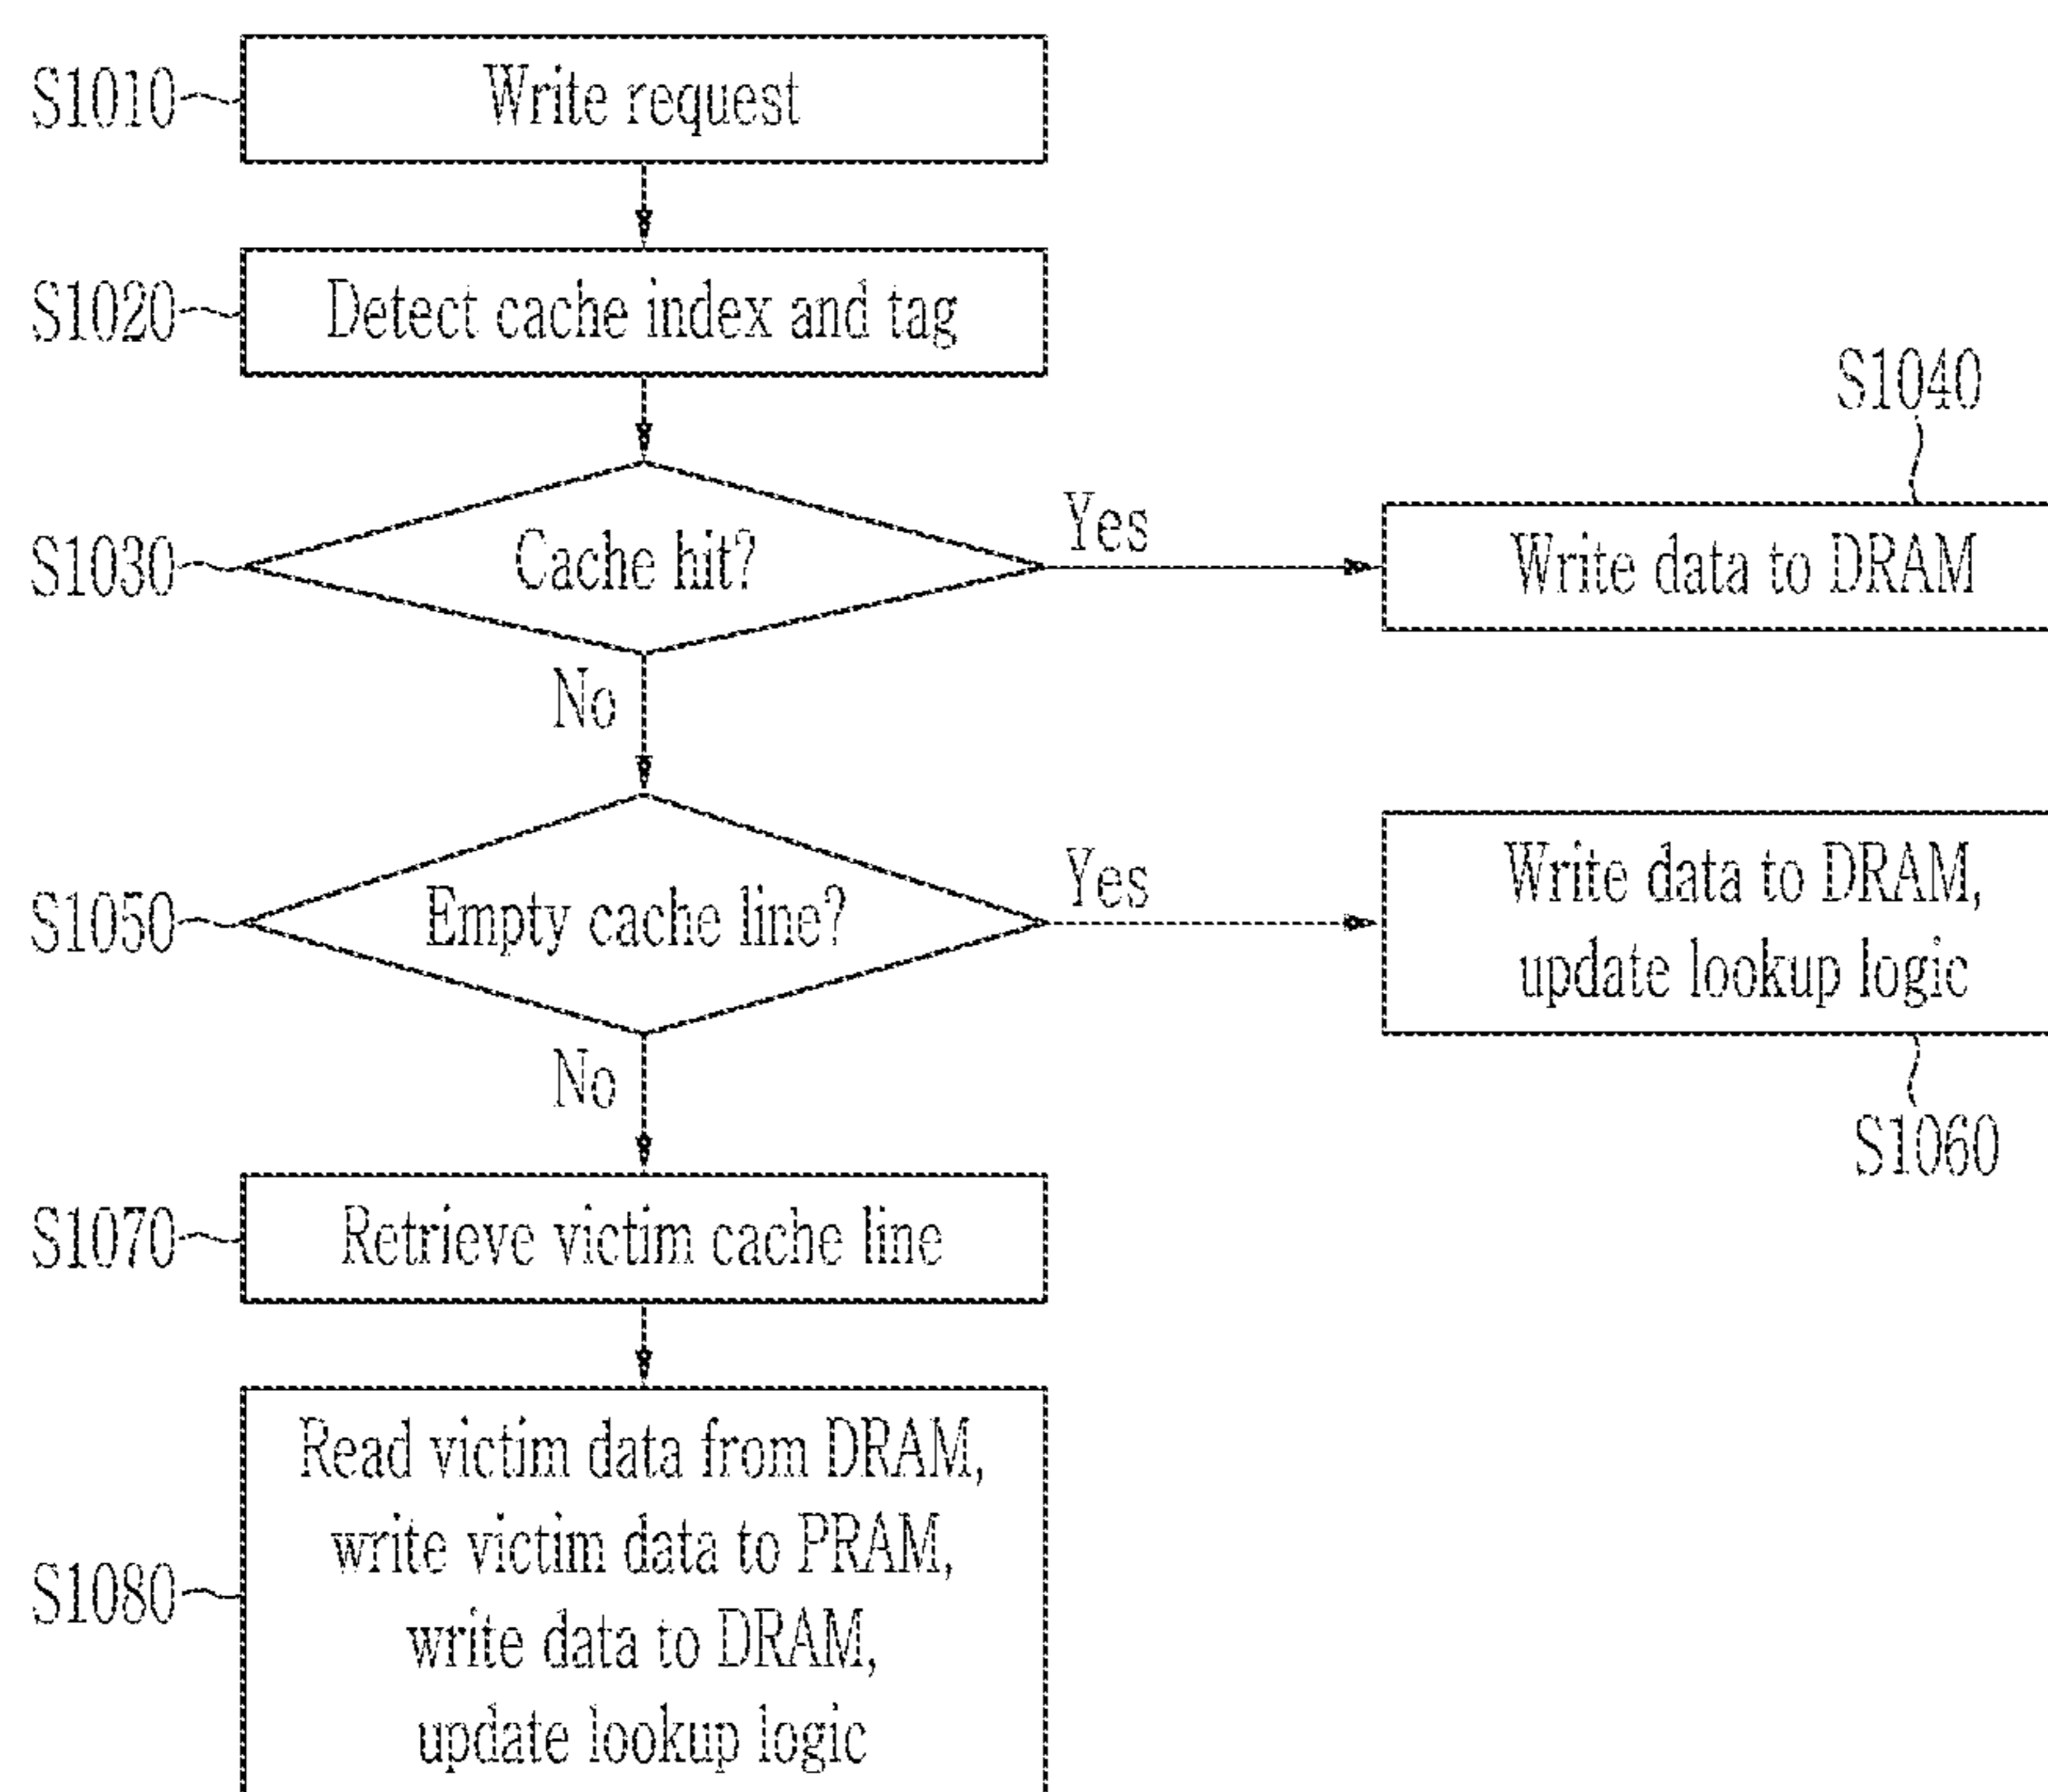 S1010
Write request
S1020
Detect cache index and tag
S1030
Cache hit?
Yes
S1040
Write data to DRAM
No
S1050
Empty cache line?
Yes
Write data to DRAM,
update lookup logic
S1060
No
S1070
Retrieve victim cache line
S1080
Read victim data from DRAM,
write victim data to PRAM,
write data to DRAM,
update lookup logic